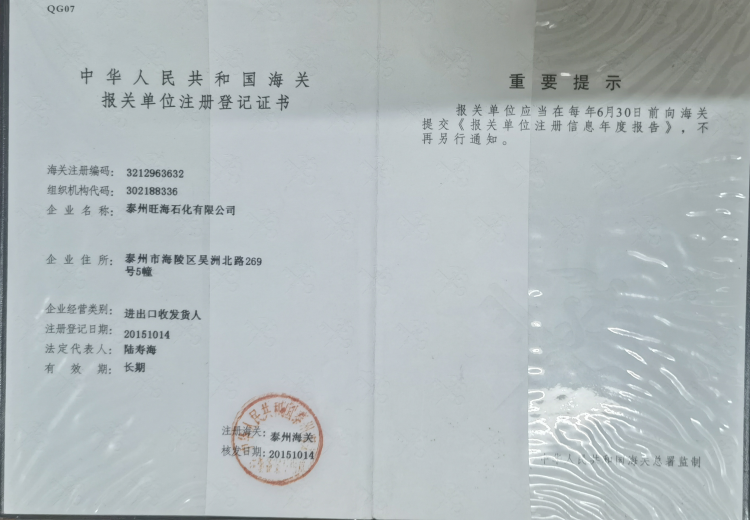 QG07
中华人民共和国海关
报关单位注册登记证书
海关注册编码： 3212963632
组织机构代码： 302188336
企业名称： 泰州旺海石化有限公司
企业住所： 泰州市海陵区吴洲北路269
号5幢
企业经营类别： 进出口收发货人
注册登记日期： 20151014
法定代表人： 陆寿海
有效期： 长期
注册海关： 泰州海关
核发日期： 20151014
重要提示
报关单位应当在每年6月30日前向海关
提交《报关单位注册信息年度报告》，不
再另行通知。
中华人民共和国海关总署监制